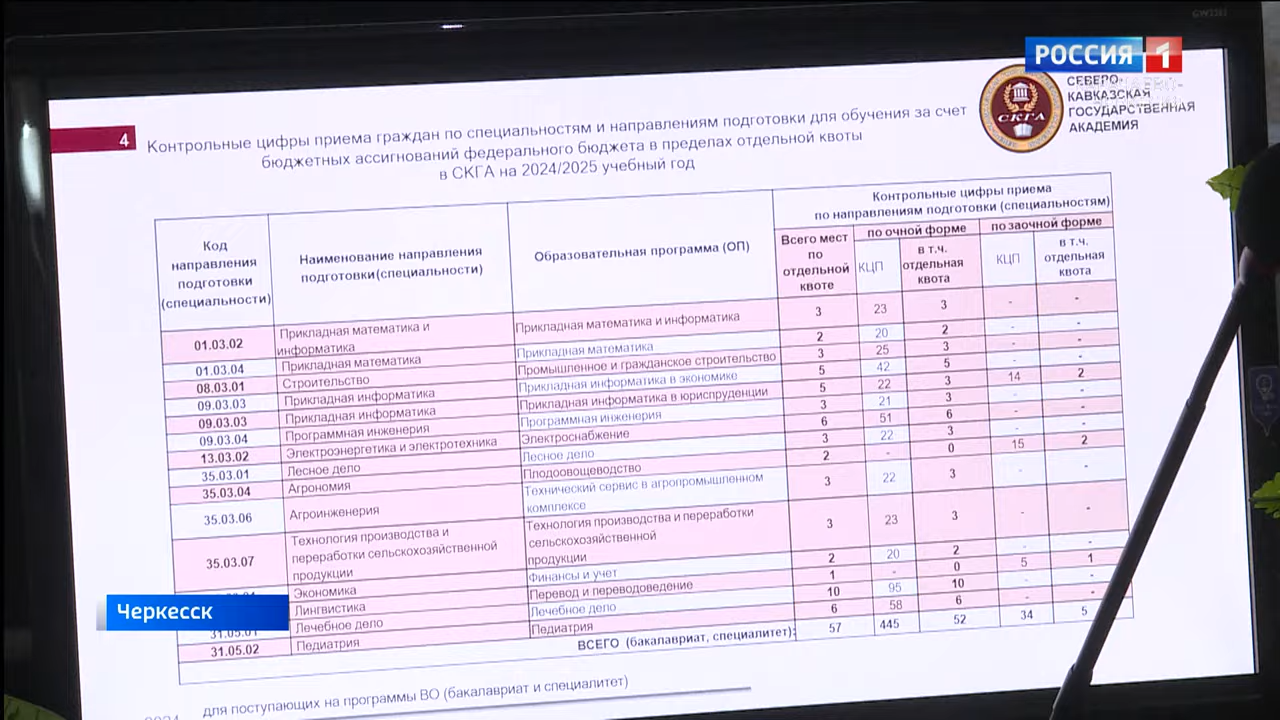 GW2381
РОССИЯ 1
СЕВЕРО-
КАВКАЗСКАЯ
ГОСУДАРСТВЕННАЯ
АКАДЕМИЯ
СКГА
4
Контрольные цифры приема граждан по специальностям и направлениям подготовки для обучения за счет
бюджетных ассигнований федерального бюджета в пределах отдельной квоты
в СКГА на 2024/2025 учебный год
Код
направления
подготовки
(специальности)
Наименование направления
подготовки(специальности)
Образовательная программа (ОП)
Контрольные цифры приема
по направлениям подготовки (специальностям)
Всего мест
по
отдельной
квоте
по очной форме
по заочной форме
КЦП
в т.ч.
отдельная
квота
КЦП
в т.ч.
отдельная
квота
01.03.02 Прикладная математика и
информатика Прикладная математика и информатика 3 23 3 - -
01.03.04 Прикладная математика Прикладная математика 2 20 2 - -
08.03.01 Строительство Промышленное и гражданское строительство 3 25 3 - -
09.03.03 Прикладная информатика Прикладная информатика в экономике 5 42 5 - -
09.03.03 Прикладная информатика Прикладная информатика в юриспруденции 5 22 3 14 2
09.03.04 Программная инженерия Программная инженерия 3 21 3 - -
13.03.02 Электроэнергетика и электротехника Электроснабжение 6 51 6 - -
35.03.01 Лесное дело Лесное дело 3 22 3 - -
35.03.04 Агрономия Плодоовощеводство 2 - 0 15 2
35.03.06 Агроинженерия Технический сервис в агропромышленном
комплексе 3 22 3 - -
35.03.07 Технология производства и
переработки сельскохозяйственной
продукции Технология производства и переработки
сельскохозяйственной
продукции 3 23 3 - -
Экономика Финансы и учет 2 20 2 - -
Лингвистика Перевод и переводоведение 1 - 0 5 1
31.05.01 Лечебное дело Лечебное дело 10 95 10 - -
31.05.02 Педиатрия Педиатрия 6 58 6 - -
ВСЕГО (бакалавриат, специалитет): 57 445 52 34 5
Черкесск
для поступающих на программы ВО (бакалавриат и специалитет)